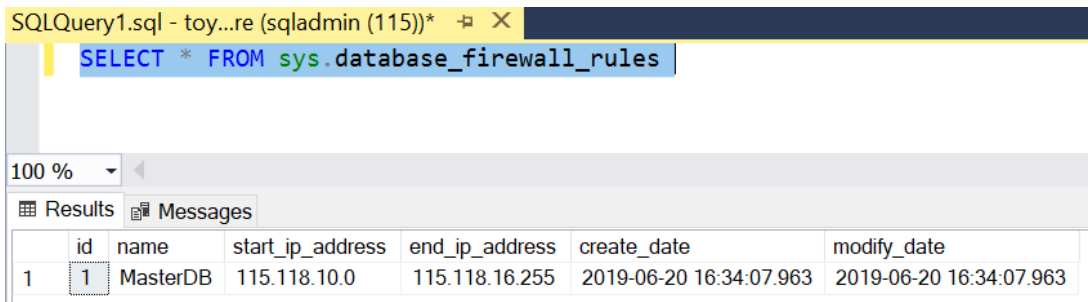 SQLQuery1.sql - toy...re (sqladmin (115))*
SELECT * FROM sys.database_firewall_rules
100 %
Results Messages
id name start_ip_address end_ip_address create_date modify_date
1 1 MasterDB 115.118.10.0 115.118.16.255 2019-06-20 16:34:07.963 2019-06-20 16:34:07.963